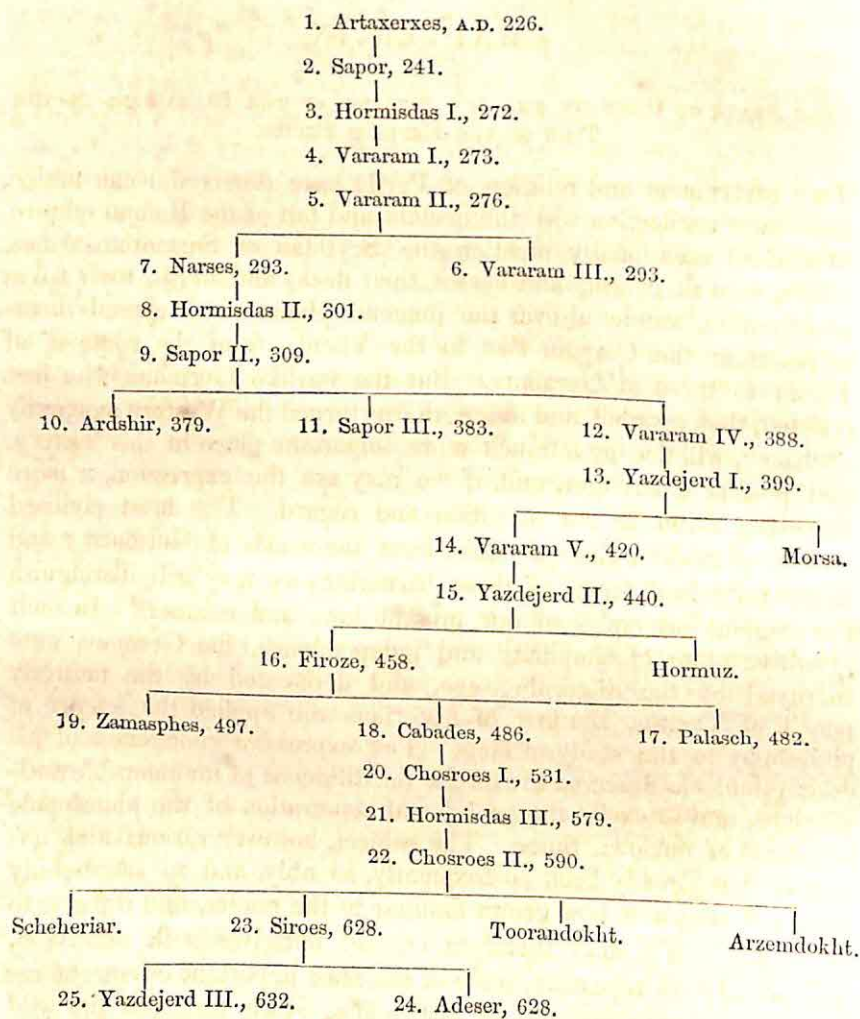 1. Artaxerxes, A.D. 226.
2. Sapor, 241.
3. Hormisdas I., 272.
4. Vararam I., 273.
5. Vararam II., 276.
7. Narses, 293. 6. Vararam III., 293.
8. Hormisdas II., 301.
9. Sapor II., 309.
10. Ardshir, 379. 11. Sapor III., 383. 12. Vararam IV., 388.
13. Yazdejerd I., 399.
14. Vararam V., 420. Morsa.
15. Yazdejerd II., 440.
16. Firoze, 458. Hormuz.
19. Zamasphes, 497. 18. Cabades, 486. 17. Palasch, 482.
20. Chosroes I., 531.
21. Hormisdas III., 579.
22. Chosroes II., 590.
Scheheriar. 23. Siroes, 628. Toorandokht. Arzemdokht.
25. Yazdejerd III., 632. 24. Adeser, 628.